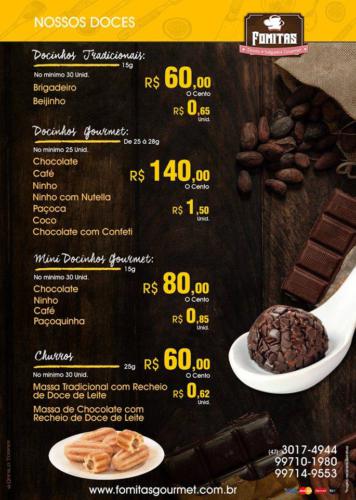 NOSSOS DOCES
FOMITAS
Docinhos Tradicionais:
15g
No minimo 30 Unid.
Brigadeiro
Beijinho
R$ 60,00
O Cento
R$ 0,65
Unid.
Docinhos Gourmet:
De 25 á 28g
No minimo 25 Unid.
Chocolate
Café
Ninho
Ninho com Nutella
Paçoca
Coco
Chocolate com Confeti
R$ 140,00
O Cento
R$ 1,50
Unid.
Mini Docinhos Gourmet:
15g
No minimo 30 Unid.
Chocolate
Ninho
Café
Paçoquinha
R$ 80,00
O Cento
R$ 0,85
Unid.
Churros
25g
No minimo 30 Unid.
Massa Tradicional com Recheio
de Doce de Leite
Massa de Chocolate com
Recheio de Doce de Leite
R$ 60,00
O Cento
R$ 0,62
Unid.
(47) 3017-4944
99710-1980
99714-9553
www.fomitasgourmet.com.br